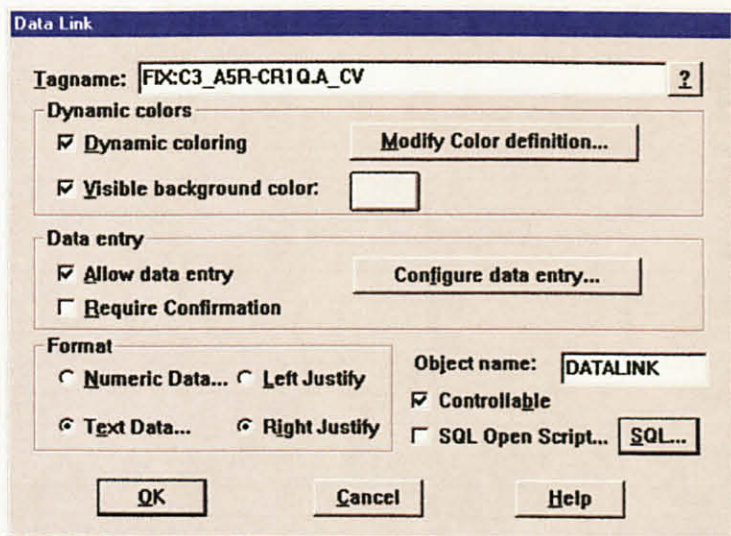 Data Link
Tagname: FIX:C3_A5R-CR1Q.A_CV ?
Dynamic colors
Dynamic coloring Modify Color definition...
Visible background color:
Data entry
Allow data entry Configure data entry...
Require Confirmation
Format
Numeric Data... Left Justify
Text Data... Right Justify
Object name: DATALINK
Controllable
SQL Open Script... SQL...
OK Cancel Help